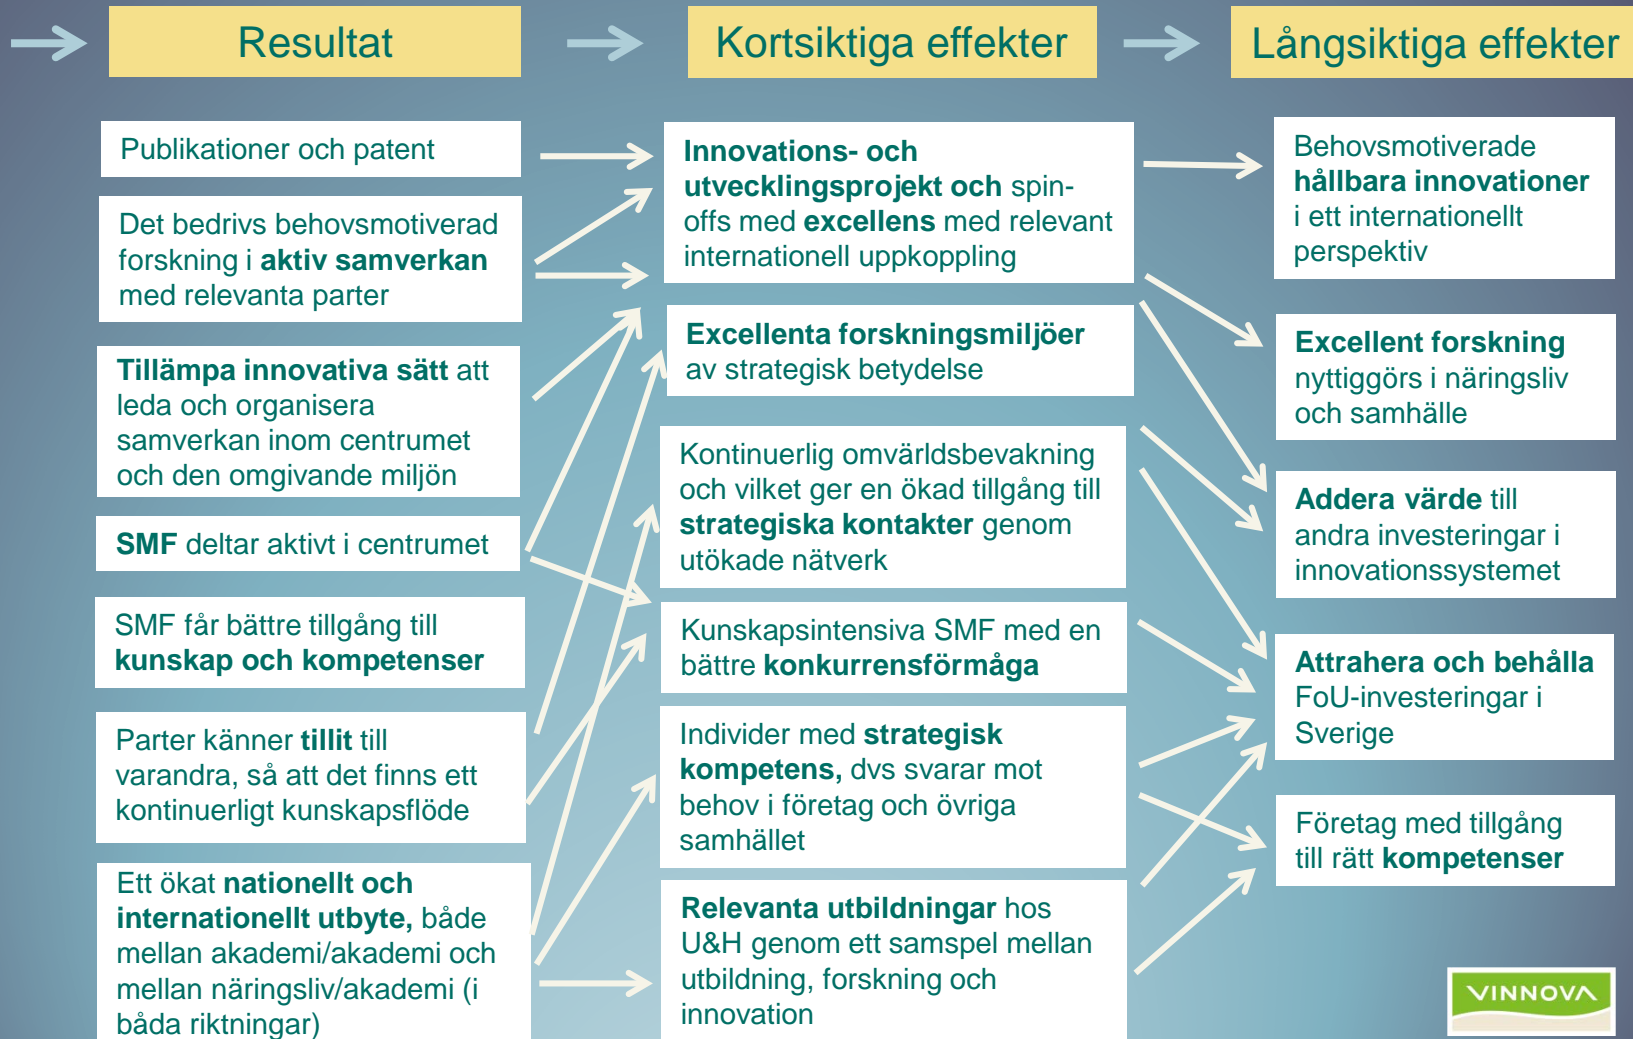 Resultat
Kortsiktiga effekter
Långsiktiga effekter
Publikationer och patent
Det bedrivs behovsmotiverad
forskning i aktiv samverkan
med relevanta parter
Tillämpa innovativa sätt att
leda och organisera
samverkan inom centrumet
och den omgivande miljön
SMF deltar aktivt i centrumet
SMF får bättre tillgång till
kunskap och kompetenser
Parter känner tillit till
varandra, så att det finns ett
kontinuerligt kunskapsflöde
Ett ökat nationellt och
internationellt utbyte, både
mellan akademi/akademi och
mellan näringsliv/akademi (i
båda riktningar)
Innovations- och
utvecklingsprojekt och spin-
offs med excellens med relevant
internationell uppkoppling
Excellenta forskningsmiljöer
av strategisk betydelse
Kontinuerlig omvärldsbevakning
och vilket ger en ökad tillgång till
strategiska kontakter genom
utökade nätverk
Kunskapsintensiva SMF med en
bättre konkurrensförmåga
Individer med strategisk
kompetens, dvs svarar mot
behov i företag och övriga
samhället
Relevanta utbildningar hos
U&H genom ett samspel mellan
utbildning, forskning och
innovation
Behovsmotiverade
hållbara innovationer
i ett internationellt
perspektiv
Excellent forskning
nyttiggörs i näringsliv
och samhälle
Addera värde till
andra investeringar i
innovationssystemet
Attrahera och behålla
FoU-investeringar i
Sverige
Företag med tillgång
till rätt kompetenser
VINNOVA